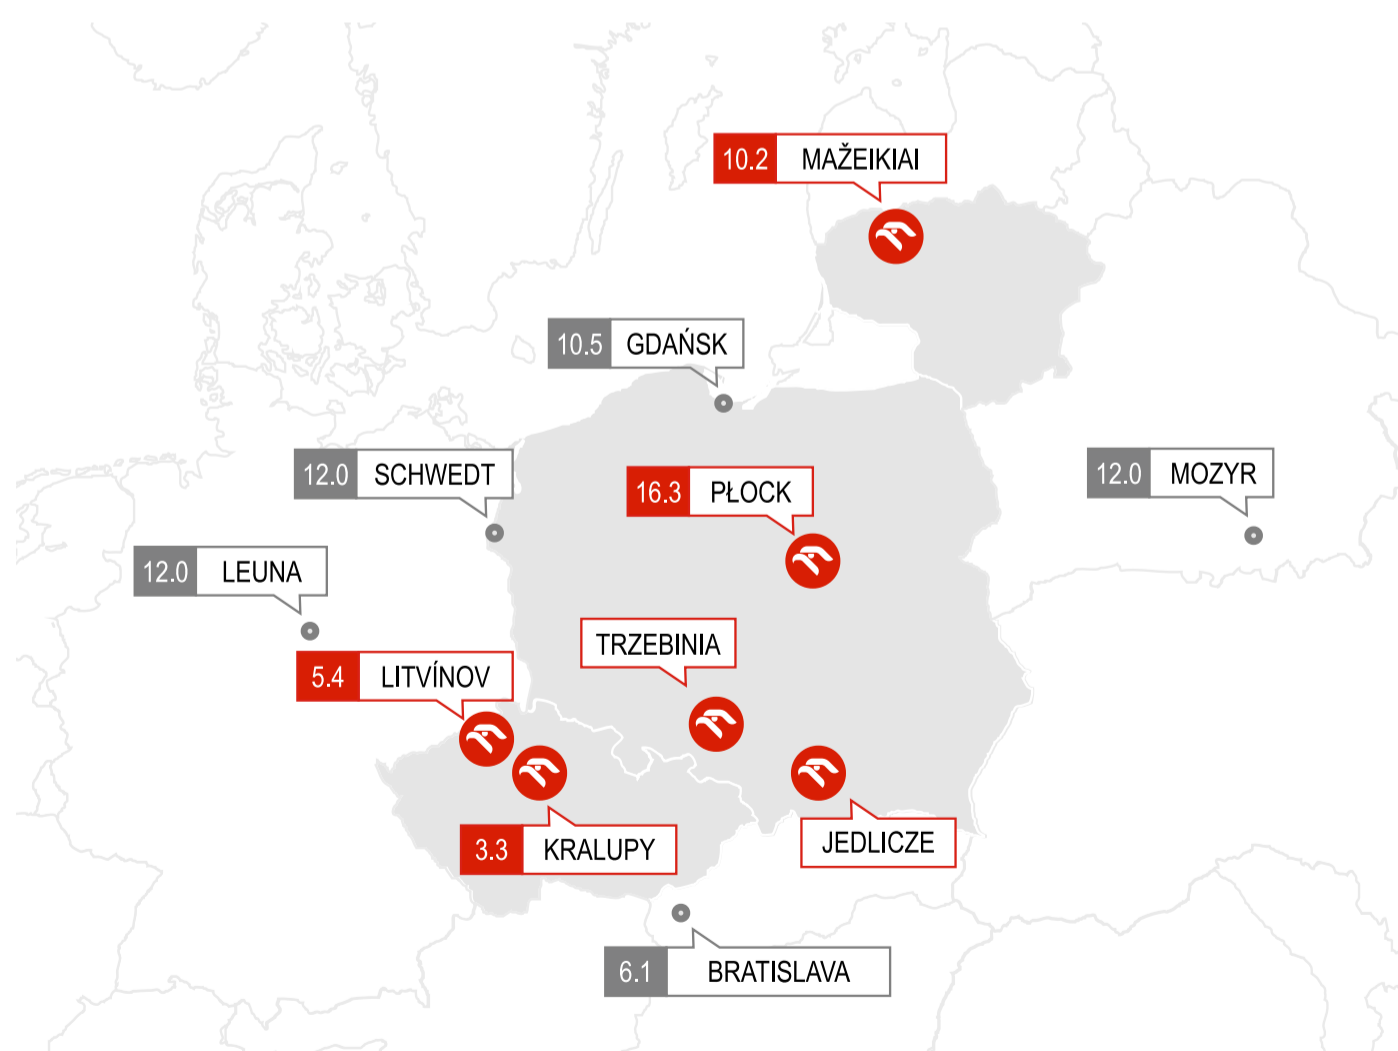 10.2 MAŽEIKIAI
10.5 GDAŃSK
12.0 SCHWEDT
16.3 PŁOCK
12.0 MOZYR
12.0 LEUNA
TRZEBINIA
5.4 LITVÍNOV
3.3 KRALUPY
JEDLICZE
6.1 BRATISLAVA